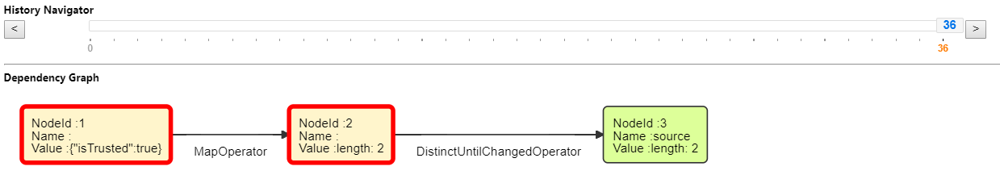 History Navigator
<
36
>
0
36
Dependency Graph
NodeId :1
Name :
Value :{"isTrusted":true}
MapOperator
NodeId :2
Name :
Value :length: 2
DistinctUntilChangedOperator
NodeId :3
Name :source
Value :length: 2